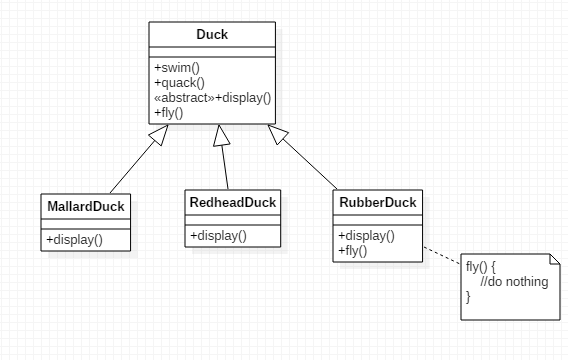 Duck
+swim()
+quack()
«abstract»+display()
+fly()
MallardDuck
+display()
RedheadDuck
+display()
RubberDuck
+display()
+fly()
fly() {
//do nothing
}